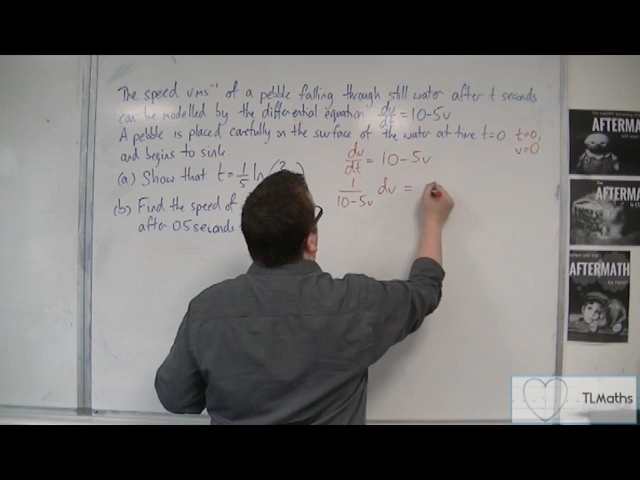 The speed v ms⁻¹ of a pebble falling through still water after t seconds
can be modelled by the differential equation dv/dt = 10-5v
A pebble is placed carefully on the surface of the water at time t=0
and begins to sink.
(a) Show that t = 1/5 ln(2
(b) Find the speed of
after 0.5 seconds
t=0,
v=0
dv/dt = 10-5v
1/(10-5v) dv =
AFTERMA
AFTERMATH
AFTERMATH
TLMaths